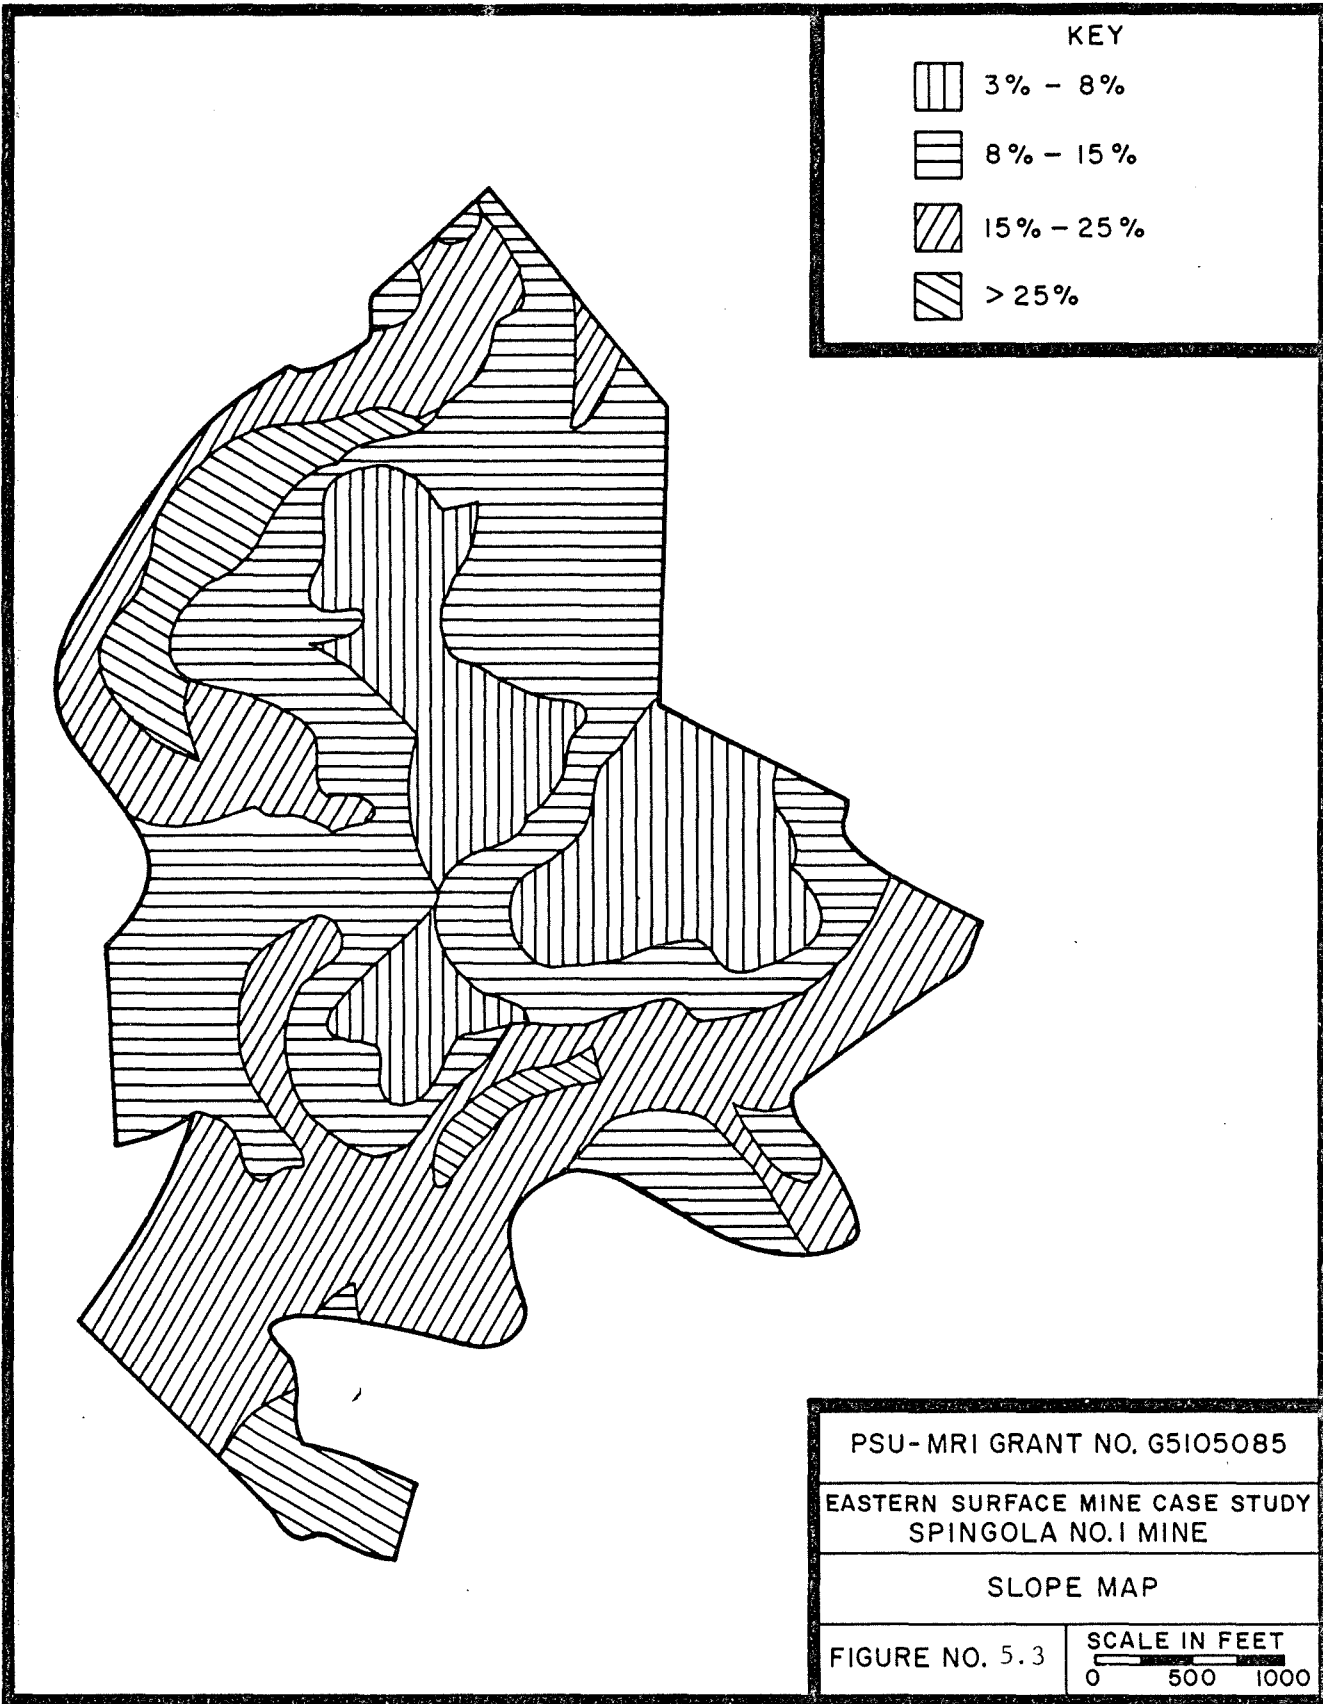 KEY
3% - 8%
8% - 15%
15% - 25%
> 25%
PSU-MRI GRANT NO. G5105085
EASTERN SURFACE MINE CASE STUDY
SPINGOLA NO. 1 MINE
SLOPE MAP
FIGURE NO. 5.3
SCALE IN FEET
0 500 1000